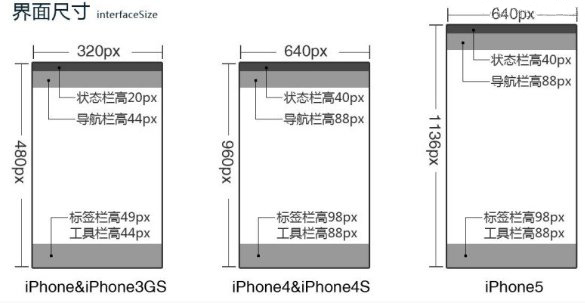 界面尺寸 interfaceSize
320px
480px
状态栏高20px
导航栏高44px
标签栏高49px
工具栏高44px
iPhone&iPhone3GS
640px
960px
状态栏高40px
导航栏高88px
标签栏高98px
工具栏高88px
iPhone4&iPhone4S
640px
1136px
状态栏高40px
导航栏高88px
标签栏高98px
工具栏高88px
iPhone5